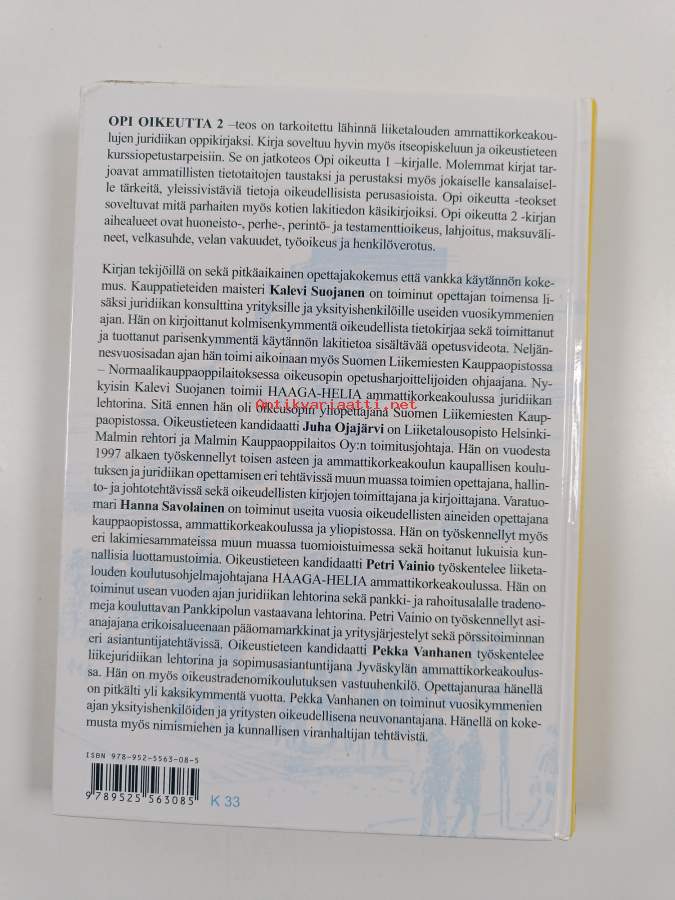 OPI OIKEUTTA 2 –teos on tarkoitettu lähinnä liiketalouden ammattikorkeakou-
lujen juridiikan oppikirjaksi. Kirja soveltuu hyvin myös itseopiskeluun ja oikeustieteen
kurssiopetustarpeisiin. Se on jatkoteos Opi oikeutta 1 –kirjalle. Molemmat kirjat tar-
joavat ammatillisten tietotaitojen taustaksi ja perustaksi myös jokaiselle kansalaisel-
le tärkeitä, yleissivistäviä tietoja oikeudellisista perusasioista. Opi oikeutta -teokset
soveltuvat mitä parhaiten myös kotien lakitiedon käsikirjoiksi. Opi oikeutta 2 -kirjan
aihealueet ovat huoneisto-, perhe-, perintö- ja testamenttioikeus, lahjoitus, maksuväli-
neet, velkasuhde, velan vakuudet, työoikeus ja henkilöverotus.
Kirjan tekijöillä on sekä pitkäaikainen opettajakokemus että vankka käytännön koke-
mus. Kauppatieteiden maisteri Kalevi Suojanen on toiminut opettajan toimensa li-
säksi juridiikan konsulttina yrityksille ja yksityishenkilöille useiden vuosikymmenien
ajan. Hän on kirjoittanut kolmisenkymmentä oikeudellista tietokirjaa sekä toimittanut
ja tuottanut parisenkymmentä käytännön lakitietoa sisältävää opetusvideota. Neljän-
nesvuosisadan ajan hän toimi aikoinaan myös Suomen Liikemiesten Kauppaopistossa
– Normaalikauppaoppilaitoksessa oikeusopin opetusharjoittelijoiden ohjaajana. Ny-
kyisin Kalevi Suojanen toimii HAAGA-HELIA ammattikorkeakoulussa juridiikan
lehtorina. Sitä ennen hän oli oikeusopin yliopettajana Suomen Liikemiesten Kaup-
Antikvariaatti.net
paopistossa. Oikeustieteen kandidaatti Juha Ojajärvi on Liiketalousopisto Helsinki-
Malmin rehtori ja Malmin Kauppaoppilaitos Oy:n toimitusjohtaja. Hän on vuodesta
1997 alkaen työskennellyt toisen asteen ja ammattikorkeakoulun kaupallisen koulu-
tuksen ja juridiikan opettamisen eri tehtävissä muun muassa toimien opettajana, hallin-
to- ja johtotehtävissä sekä oikeudellisten kirjojen toimittajana ja kirjoittajana. Varatuo-
mari Hanna Savolainen on toiminut useita vuosia oikeudellisten aineiden opettajana
kauppaopistossa, ammattikorkeakoulussa ja yliopistossa. Hän on työskennellyt myös
eri lakimiesammateissa muun muassa tuomioistuimessa sekä hoitanut lukuisia kun-
nallisia luottamustoimia. Oikeustieteen kandidaatti Petri Vainio työskentelee liiketa-
louden koulutusohjelmajohtajana HAAGA-HELIA ammattikorkeakoulussa. Hän on
toiminut usean vuoden ajan juridiikan lehtorina sekä pankki- ja rahoitusalalle tradeno-
meja kouluttavan Pankkipolun vastaavana lehtorina. Petri Vainio on työskennellyt asi-
anajajana erikoisalueenaan pääomamarkkinat ja yritysjärjestelyt sekä pörssitoiminnan
eri asiantuntijatehtävissä. Oikeustieteen kandidaatti Pekka Vanhanen työskentelee
liikejuridiikan lehtorina ja sopimusasiantuntijana Jyväskylän ammattikorkeakoulus-
sa. Hän on myös oikeustradenomikoulutuksen vastuuhenkilö. Opettajanuraa hänellä
on pitkälti yli kaksikymmentä vuotta. Pekka Vanhanen on toiminut vuosikymmenien
ajan yksityishenkilöiden ja yritysten oikeudellisena neuvonantajana. Hänellä on koke-
musta myös nimismiehen ja kunnallisen viranhaltijan tehtävistä.
ISBN 978-952-5563-08-5
9789525563085
K 33